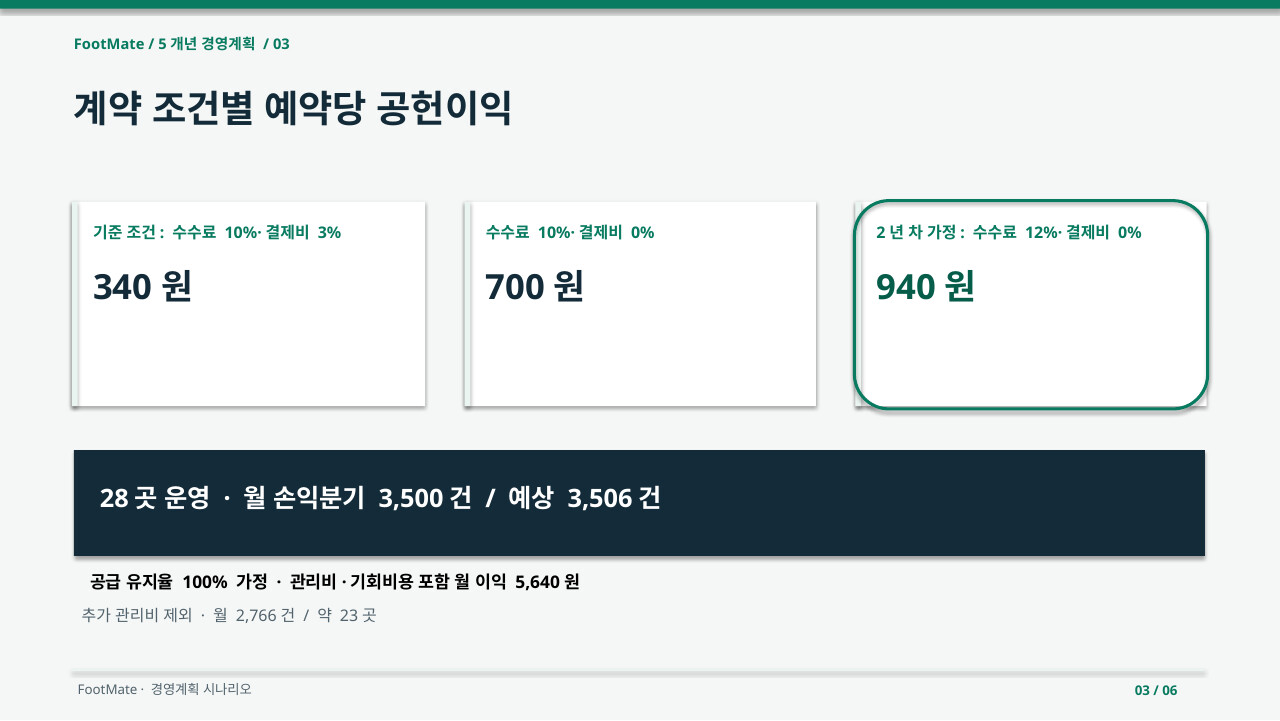 FootMate / 5 개년 경영계획 / 03
계약 조건별 예약당 공헌이익
기준 조건 : 수수료 10%· 결제비 3%
340 원
수수료 10%· 결제비 0%
700 원
2 년 차 가정 : 수수료 12%· 결제비 0%
940 원
28 곳 운영 · 월 손익분기 3,500 건 / 예상 3,506 건
공급 유지율 100% 가정 · 관리비 · 기회비용 포함 월 이익 5,640 원
추가 관리비 제외 · 월 2,766 건 / 약 23 곳
FootMate · 경영계획 시나리오
03 / 06